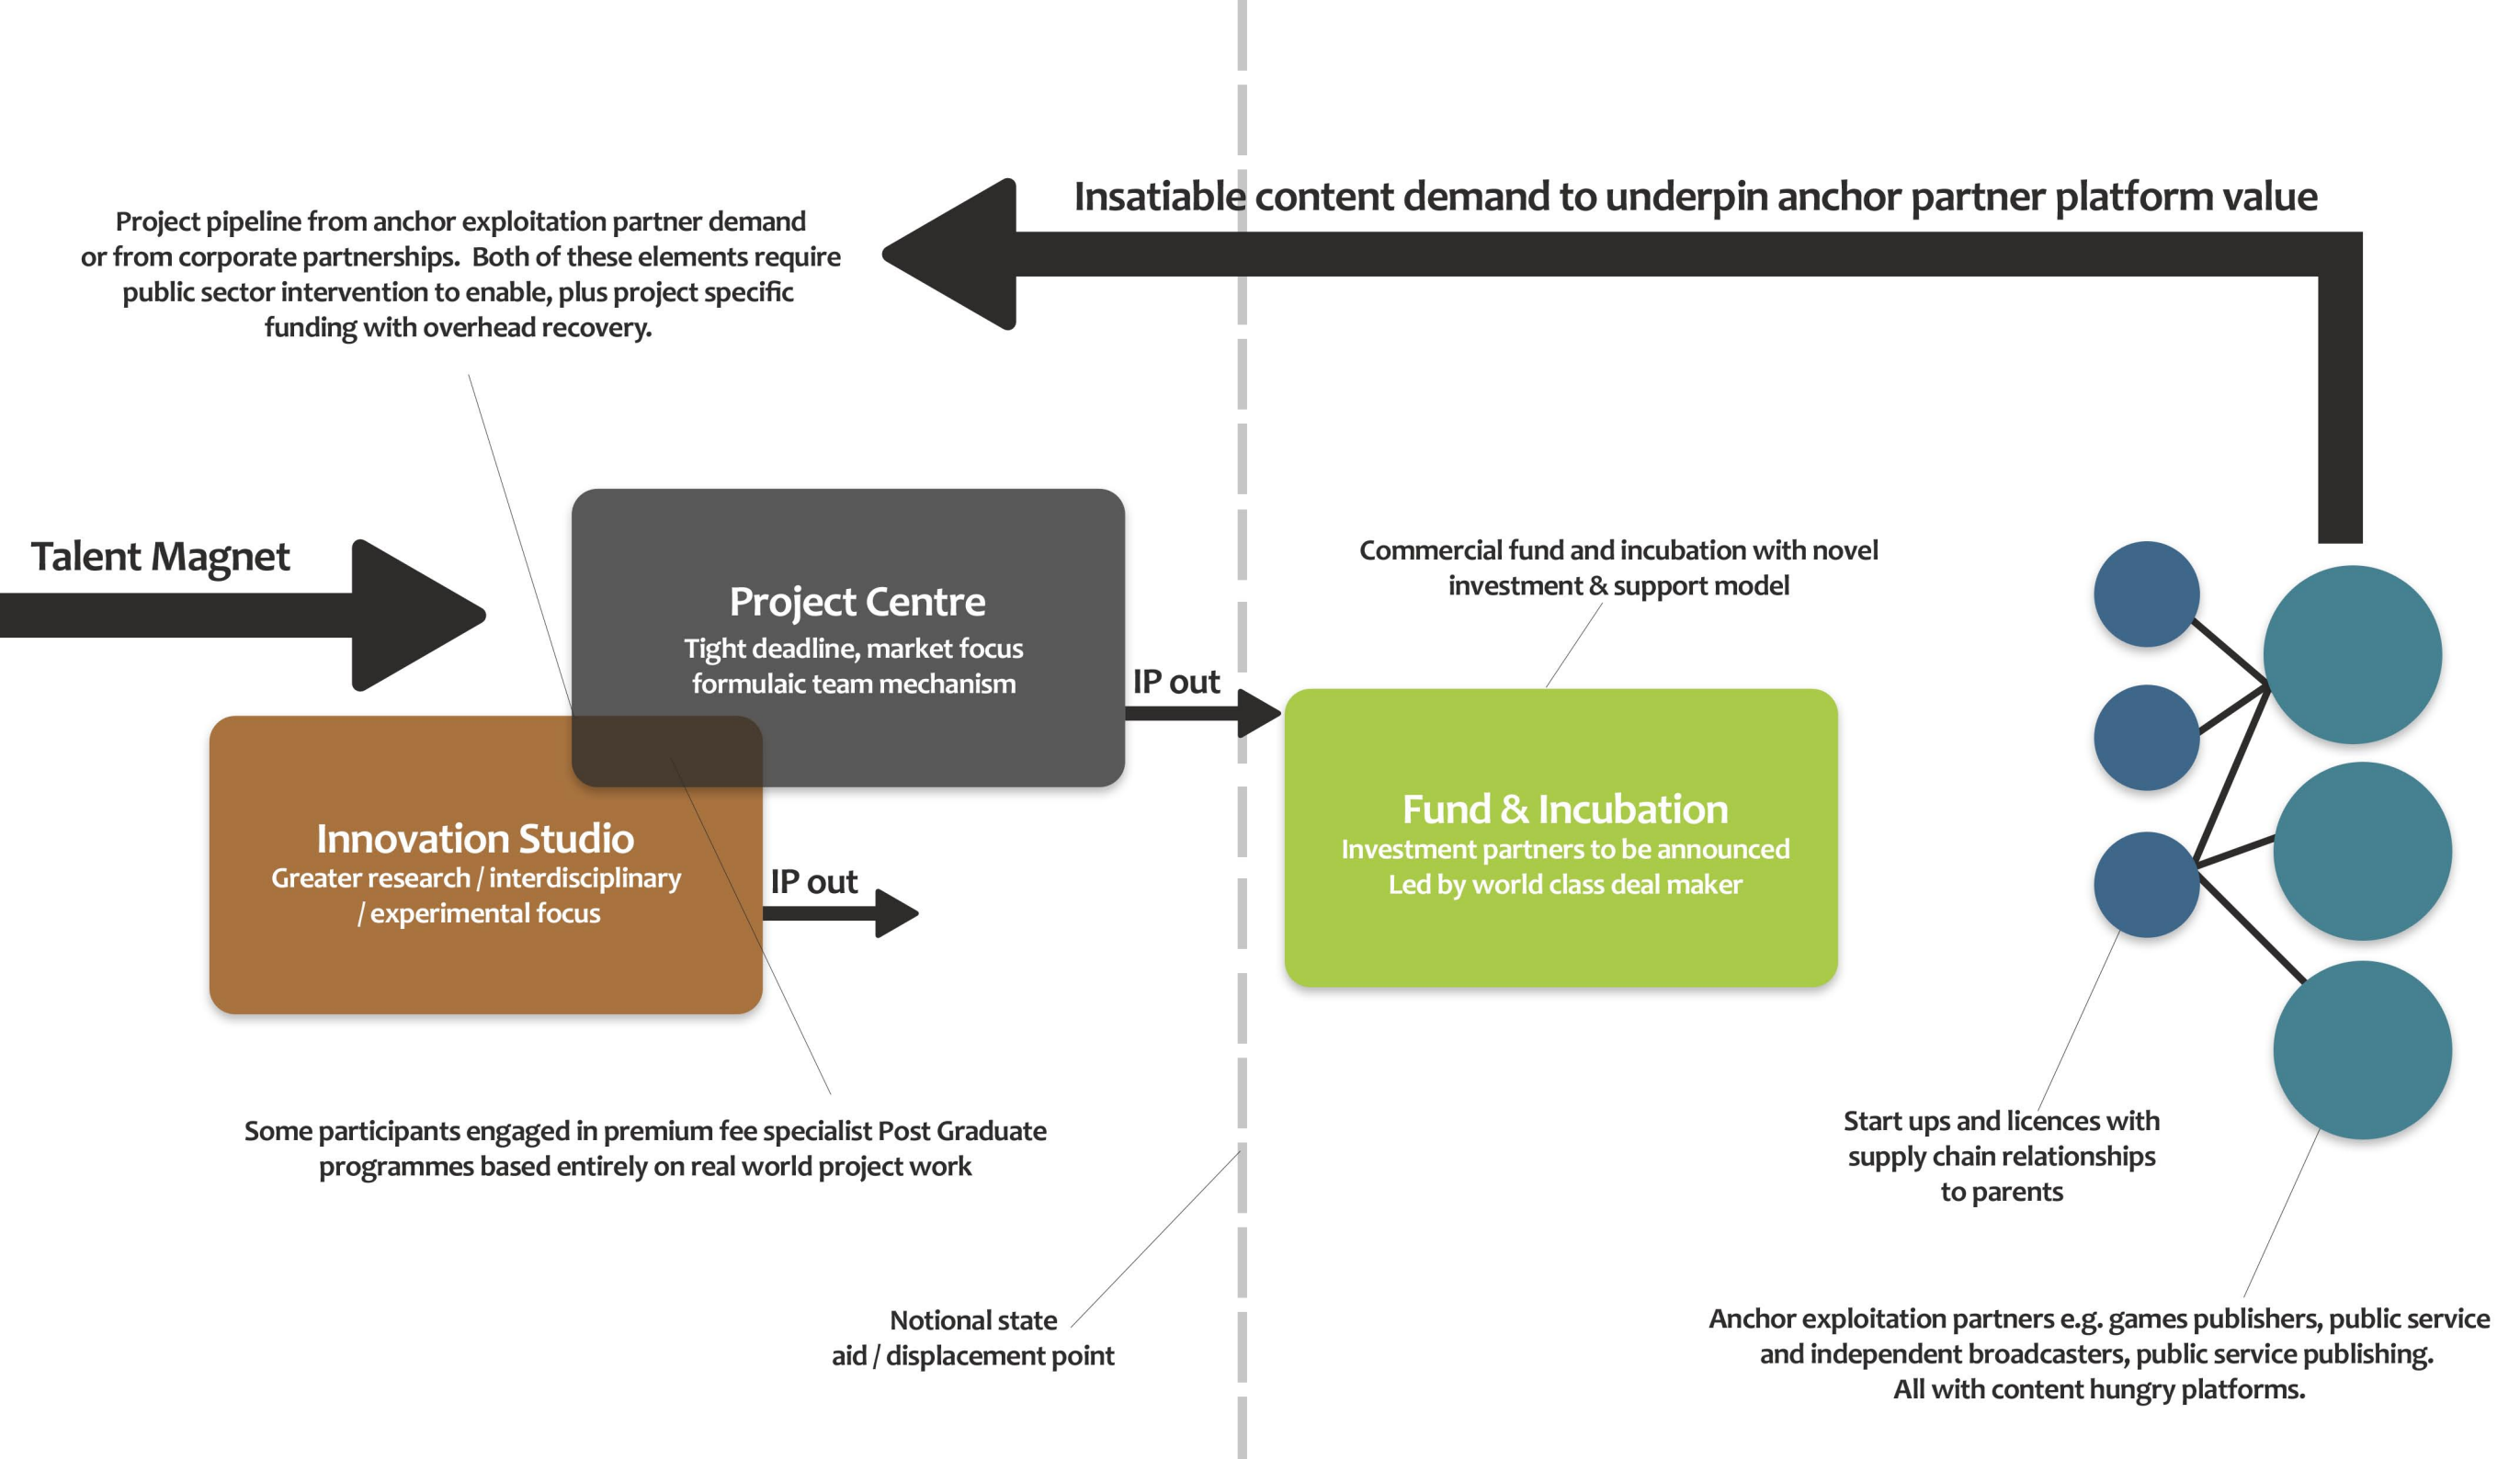 Insatiable content demand to underpin anchor partner platform value
Project pipeline from anchor exploitation partner demand
or from corporate partnerships.  Both of these elements require
public sector intervention to enable, plus project specific
funding with overhead recovery.
Talent Magnet
Project Centre
Tight deadline, market focus
formulaic team mechanism
IP out
Commercial fund and incubation with novel
investment & support model
Innovation Studio
Greater research / interdisciplinary
/ experimental focus
IP out
Fund & Incubation
Investment partners to be announced
Led by world class deal maker
Some participants engaged in premium fee specialist Post Graduate
programmes based entirely on real world project work
Start ups and licences with
supply chain relationships
to parents
Notional state
aid / displacement point
Anchor exploitation partners e.g. games publishers, public service
and independent broadcasters, public service publishing.
All with content hungry platforms.